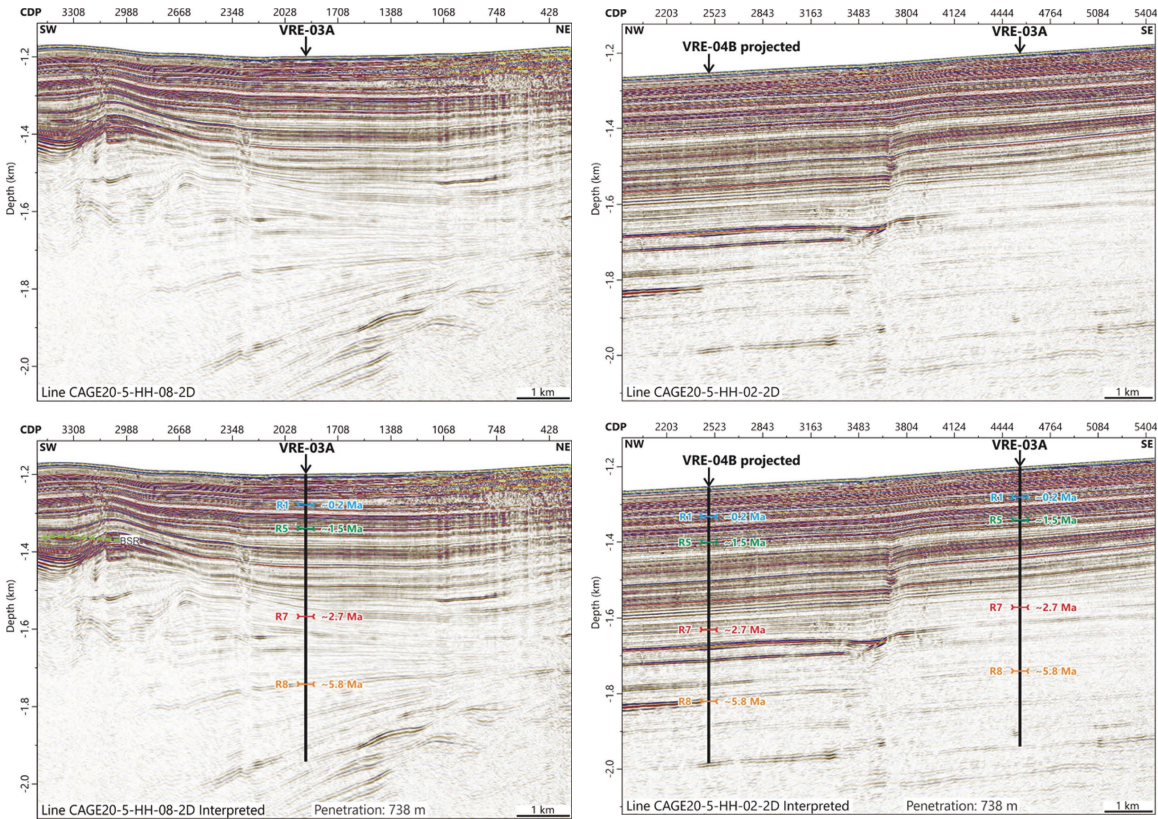 CDP 3308 2988 2668 2348 2028 1708 1388 1068 748 428
SW VRE-03A NE
Depth (km)
-1.2
-1.4
-1.6
-1.8
-2.0
Line CAGE20-5-HH-08-2D 1 km
CDP 2203 2523 2843 3163 3483 3804 4124 4444 4764 5084 5404
NW VRE-04B projected VRE-03A SE
Depth (km)
-1.2
-1.4
-1.6
-1.8
-2.0
Line CAGE20-5-HH-02-2D 1 km
CDP 3308 2988 2668 2348 2028 1708 1388 1068 748 428
SW VRE-03A NE
Depth (km)
-1.2
-1.4
-1.6
-1.8
-2.0
R1 ~0.2 Ma
R5 ~1.5 Ma
BSR
R7 ~2.7 Ma
R8 ~5.8 Ma
Line CAGE20-5-HH-08-2D Interpreted Penetration: 738 m 1 km
CDP 2203 2523 2843 3163 3483 3804 4124 4444 4764 5084 5404
NW VRE-04B projected VRE-03A SE
Depth (km)
-1.2
-1.4
-1.6
-1.8
-2.0
R1 ~0.2 Ma
R5 ~1.5 Ma
R7 ~2.7 Ma
R8 ~5.8 Ma
R1 ~0.2 Ma
R5 ~1.5 Ma
R7 ~2.7 Ma
R8 ~5.8 Ma
Line CAGE20-5-HH-02-2D Interpreted Penetration: 738 m 1 km